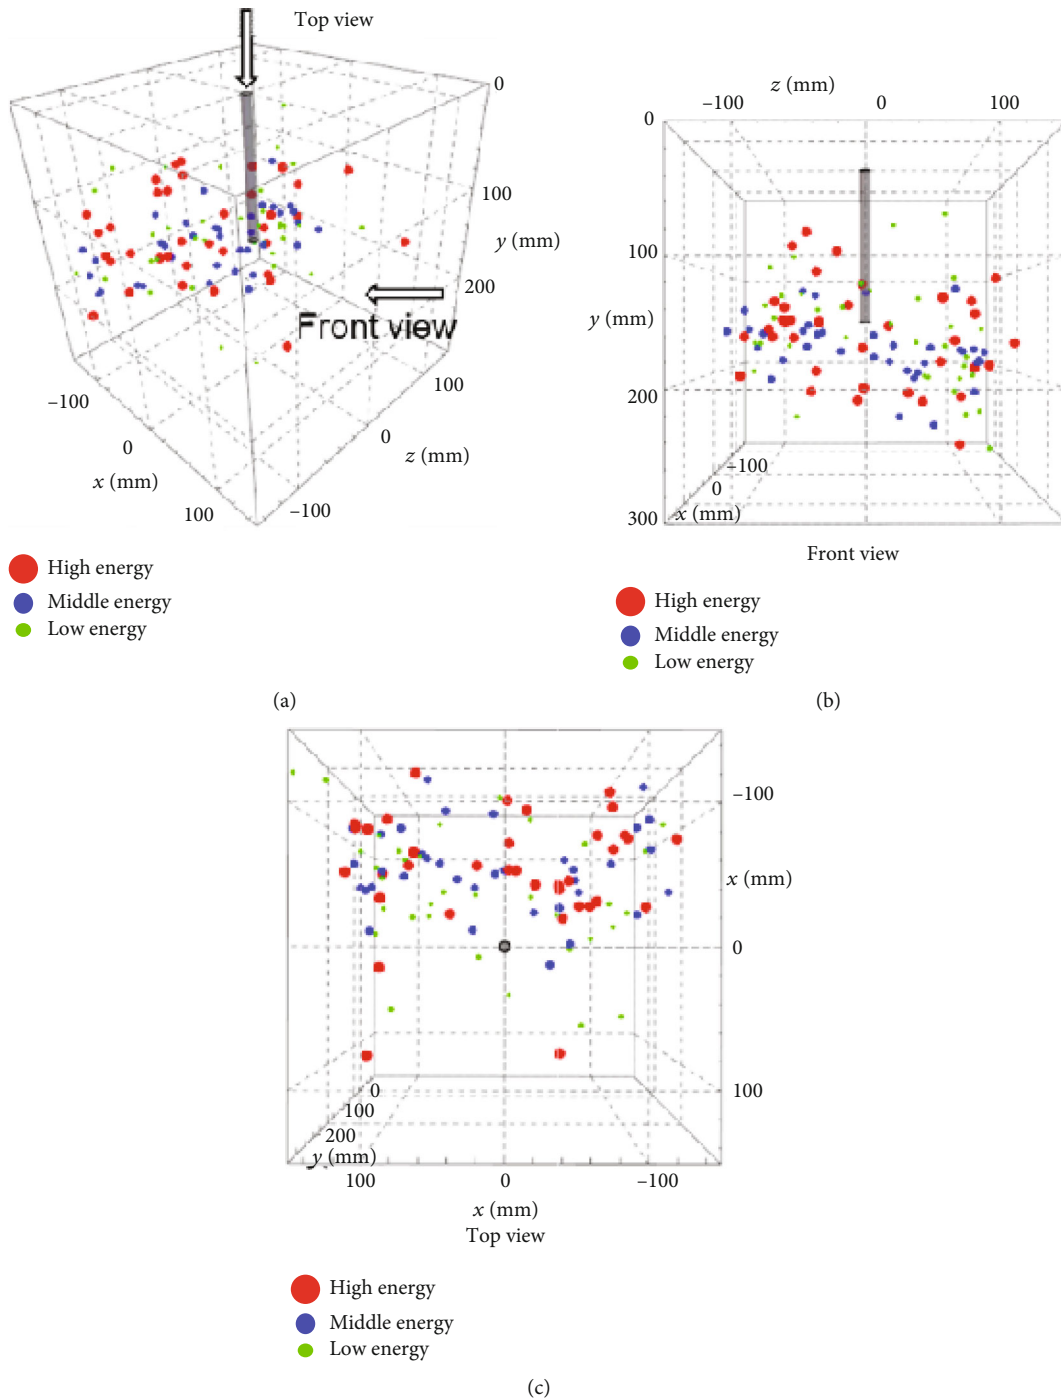 Top view
0
100
y (mm)
200
Front view
100
0
z (mm)
-100
-100
0
x (mm)
100
High energy
Middle energy
Low energy
(a)
z (mm)
-100
0
100
0
100
y (mm)
200
300
-100
0
x (mm)
Front view
High energy
Middle energy
Low energy
(b)
-100
x (mm)
0
100
0
100
200
y (mm)
100
0
-100
x (mm)
Top view
High energy
Middle energy
Low energy
(c)